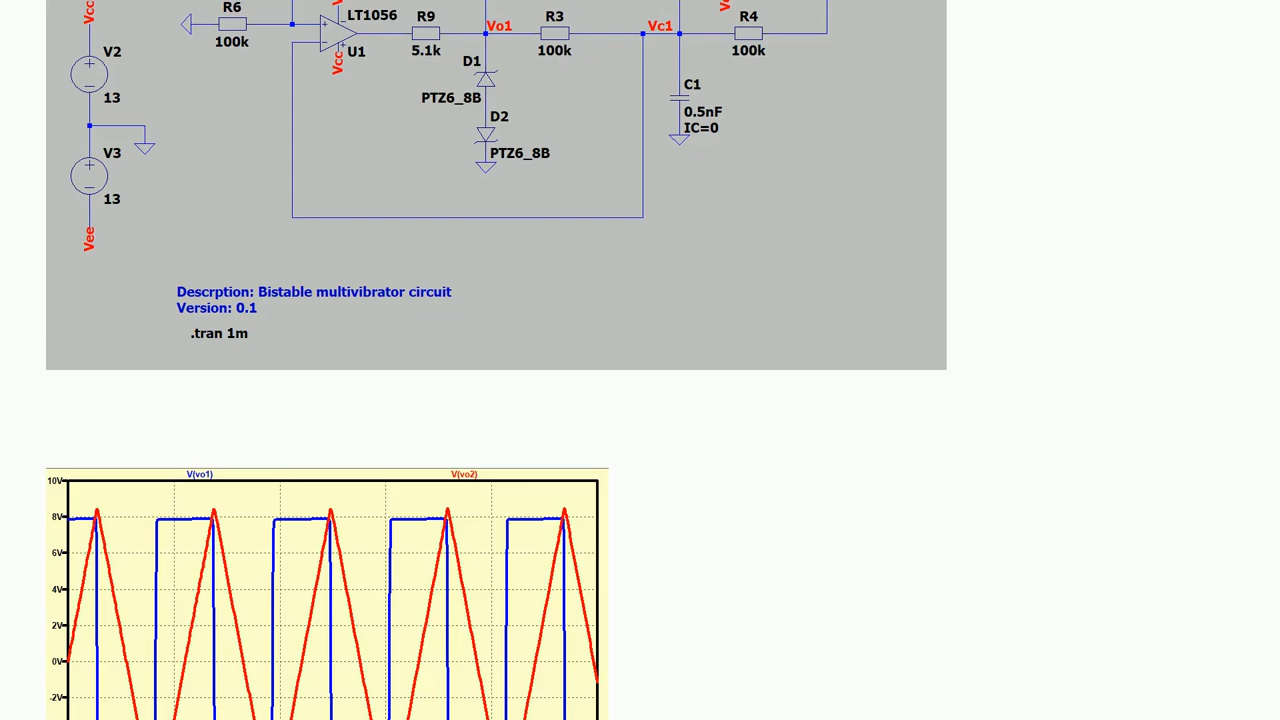 Vcc
R6
LT1056
R9
Vo1
R3
Vc1
R4
100k
U1
5.1k
100k
100k
V2
Vcc
D1
13
PTZ6_8B
C1
0.5nF
IC=0
D2
V3
PTZ6_8B
13
Vee
Descrption: Bistable multivibrator circuit
Version: 0.1
.tran 1m
V(vo1)
V(vo2)
10V
8V
6V
4V
2V
0V
-2V